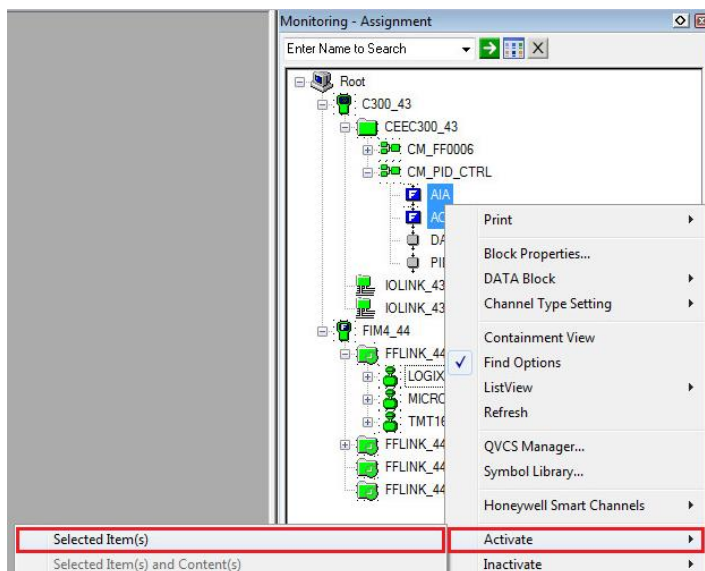 Monitoring - Assignment
Enter Name to Search
Root
C300_43
CEEC300_43
CM_FF0006
CM_PID_CTRL
AIA
AO
DA
PI
IOLINK_43
IOLINK_43
FIM4_44
FFLINK_44
LOGIX
MICRO
TMT16
FFLINK_44
FFLINK_44
FFLINK_44
Print
Block Properties...
DATA Block
Channel Type Setting
Containment View
Find Options
ListView
Refresh
QVCS Manager...
Symbol Library...
Honeywell Smart Channels
Activate
Inactivate
Selected Item(s)
Selected Item(s) and Content(s)